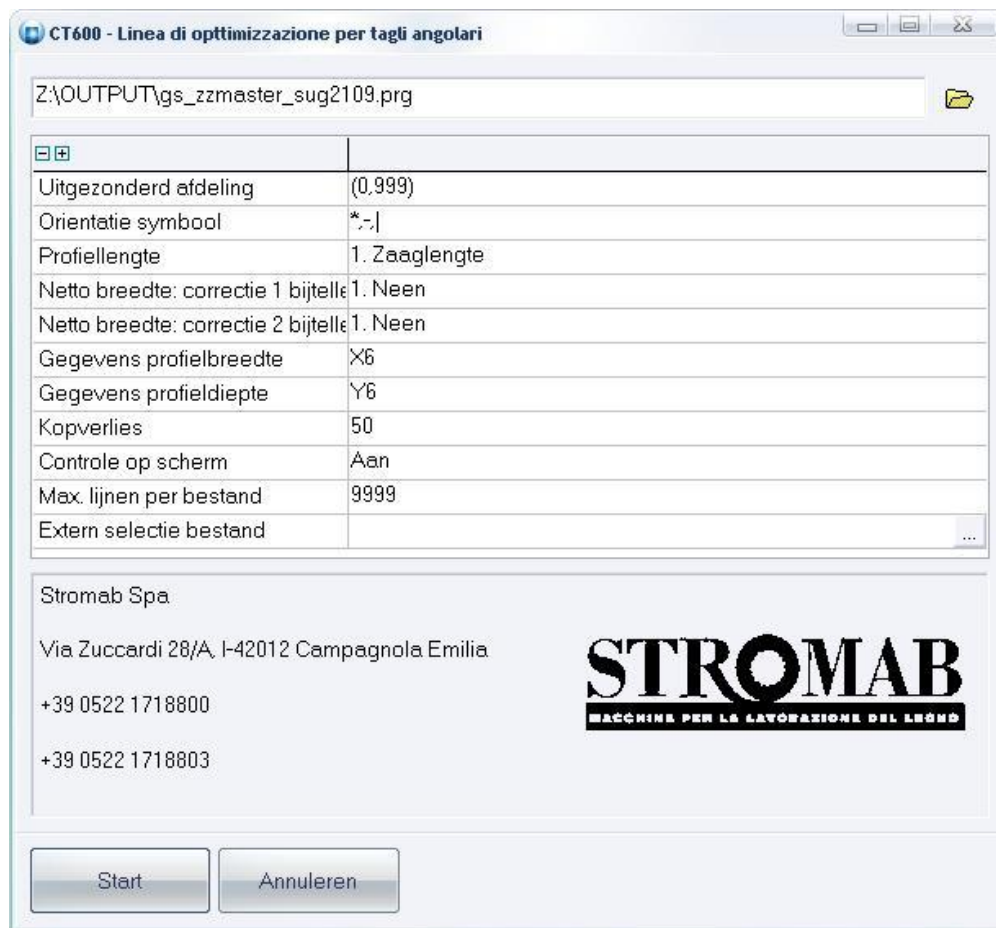 CT600 - Linea di opttimizzazione per tagli angolari
Z:\OUTPUT\gs_zzmaster_sug2109.prg
Uitgezonderd afdeling (0,999)
Orientatie symbool *,-,|
Profiellengte 1. Zaaglengte
Netto breedte: correctie 1 bijtelle 1. Neen
Netto breedte: correctie 2 bijtelle 1. Neen
Gegevens profielbreedte X6
Gegevens profieldiepte Y6
Kopverlies 50
Controle op scherm Aan
Max. lijnen per bestand 9999
Extern selectie bestand ...
Stromab Spa
Via Zuccardi 28/A, I-42012 Campagnola Emilia
+39 0522 1718800
+39 0522 1718803
STROMAB
MACCHINE PER LA LAVORAZIONE DEL LEGNO
Start Annuleren